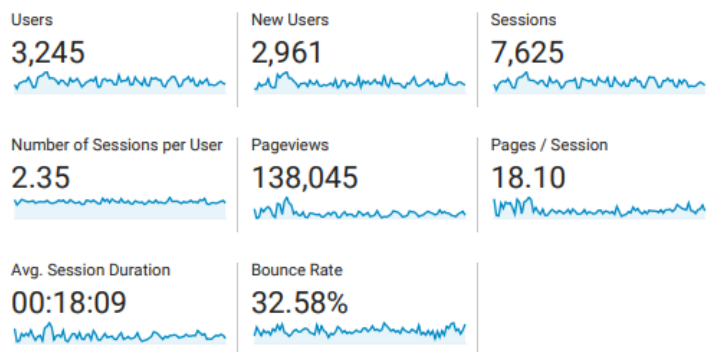 Users
3,245
New Users
2,961
Sessions
7,625
Number of Sessions per User
2.35
Pageviews
138,045
Pages / Session
18.10
Avg. Session Duration
00:18:09
Bounce Rate
32.58%